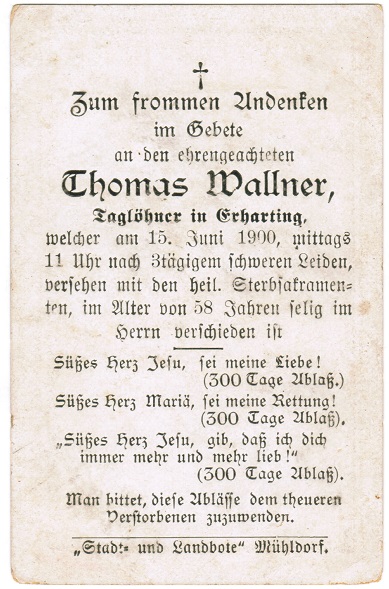 †
Zum frommen Andenken
im Gebete
an den ehrengeachteten
Thomas Wallner,
Taglöhner in Erharting,
welcher am 15. Juni 1900, mittags
11 Uhr nach 3tägigem schweren Leiden,
versehen mit den heil. Sterbsakramen-
ten, im Alter von 58 Jahren selig im
Herrn verschieden ist
Süßes Herz Jesu, sei meine Liebe!
(300 Tage Ablaß.)
Süßes Herz Mariä, sei meine Rettung!
(300 Tage Ablaß).
„Süßes Herz Jesu, gib, daß ich dich
immer mehr und mehr lieb!"
(300 Tage Ablaß).
Man bittet, diese Ablässe dem theueren
Verstorbenen zuzuwenden.
„Stadt- und Landbote" Mühldorf.